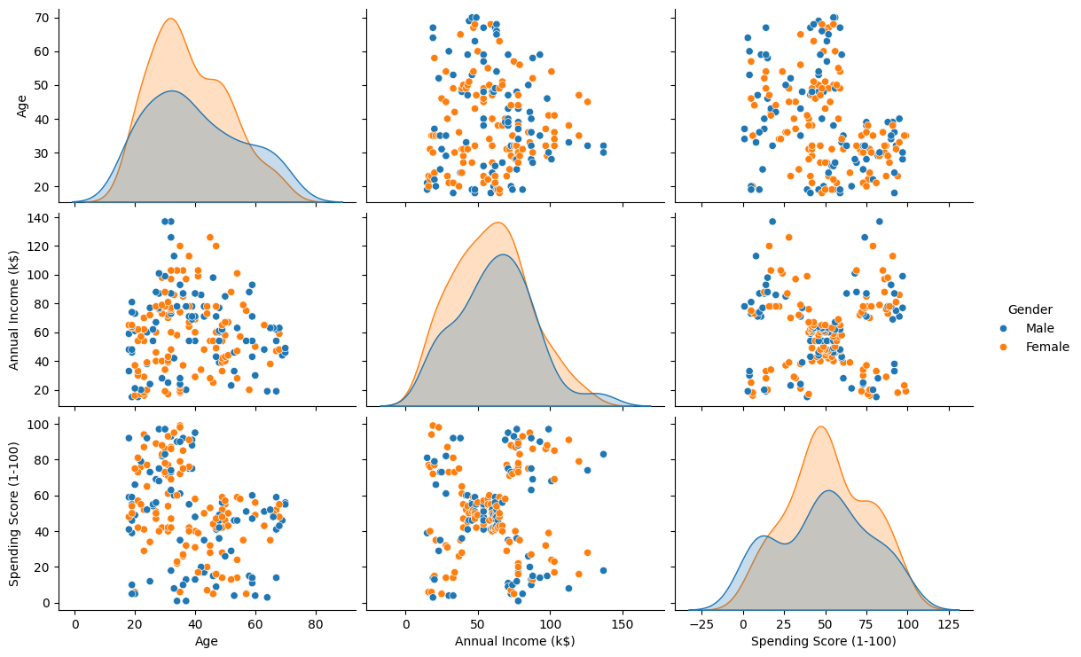 70
60
50
40
30
20
Age
140
120
100
80
60
40
20
Annual Income (k$)
Gender
Male
Female
100
80
60
40
20
0
Spending Score (1-100)
0 20 40 60 80
0 50 100 150
−25 0 25 50 75 100 125
Age
Annual Income (k$)
Spending Score (1-100)